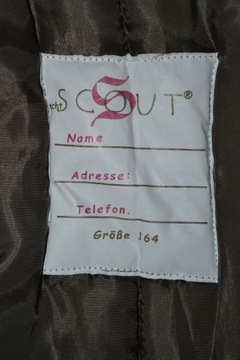 SCOUT®
Name
Adresse:
Telefon.
Größe 164